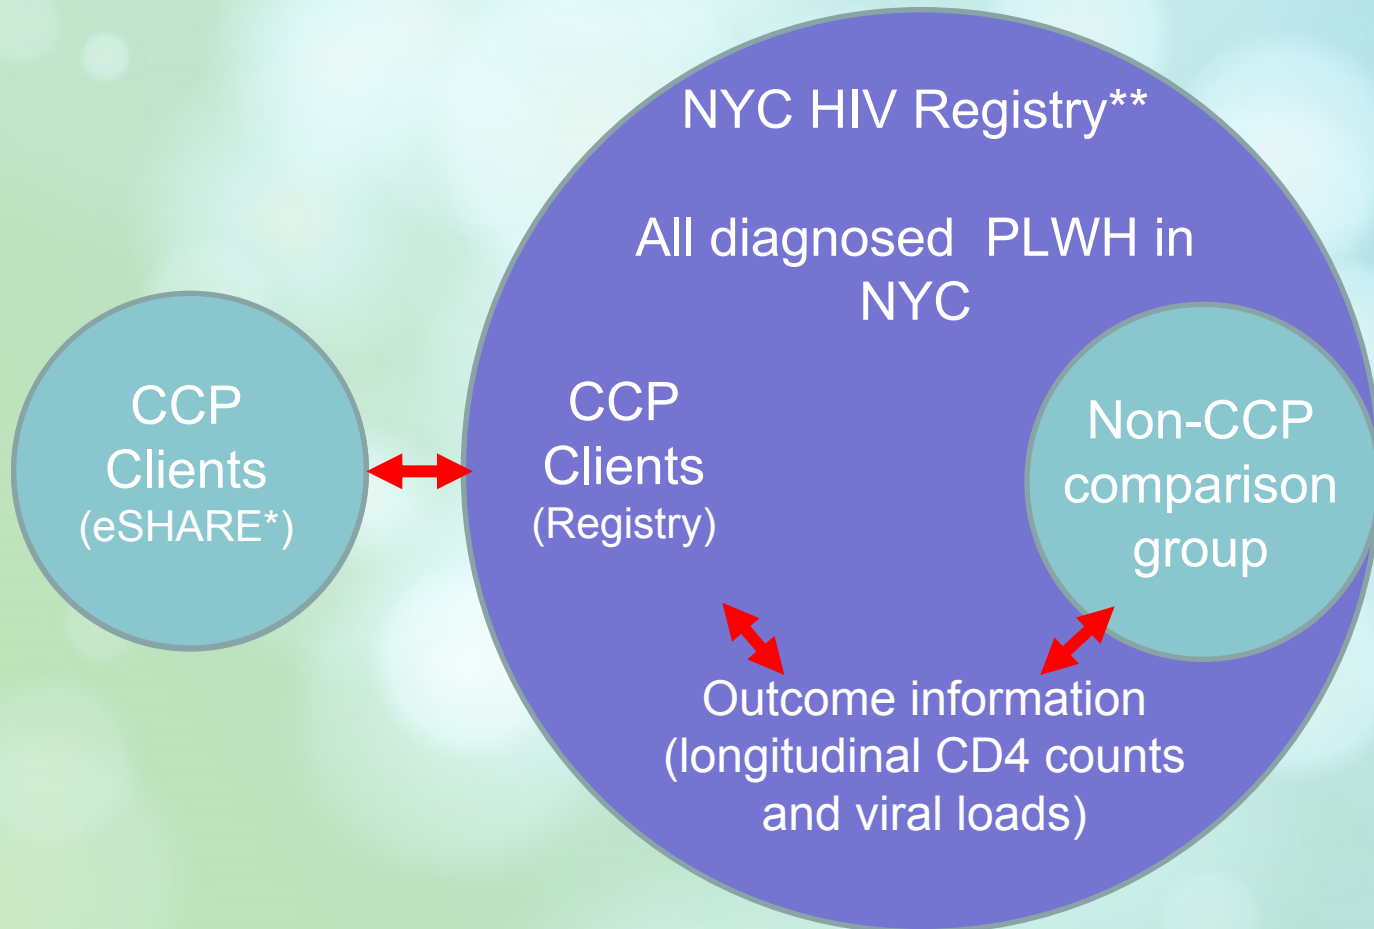 NYC HIV Registry**
All diagnosed PLWH in
NYC
CCP
Clients
(eSHARE*)
CCP
Clients
(Registry)
Non-CCP
comparison
group
Outcome information
(longitudinal CD4 counts
and viral loads)